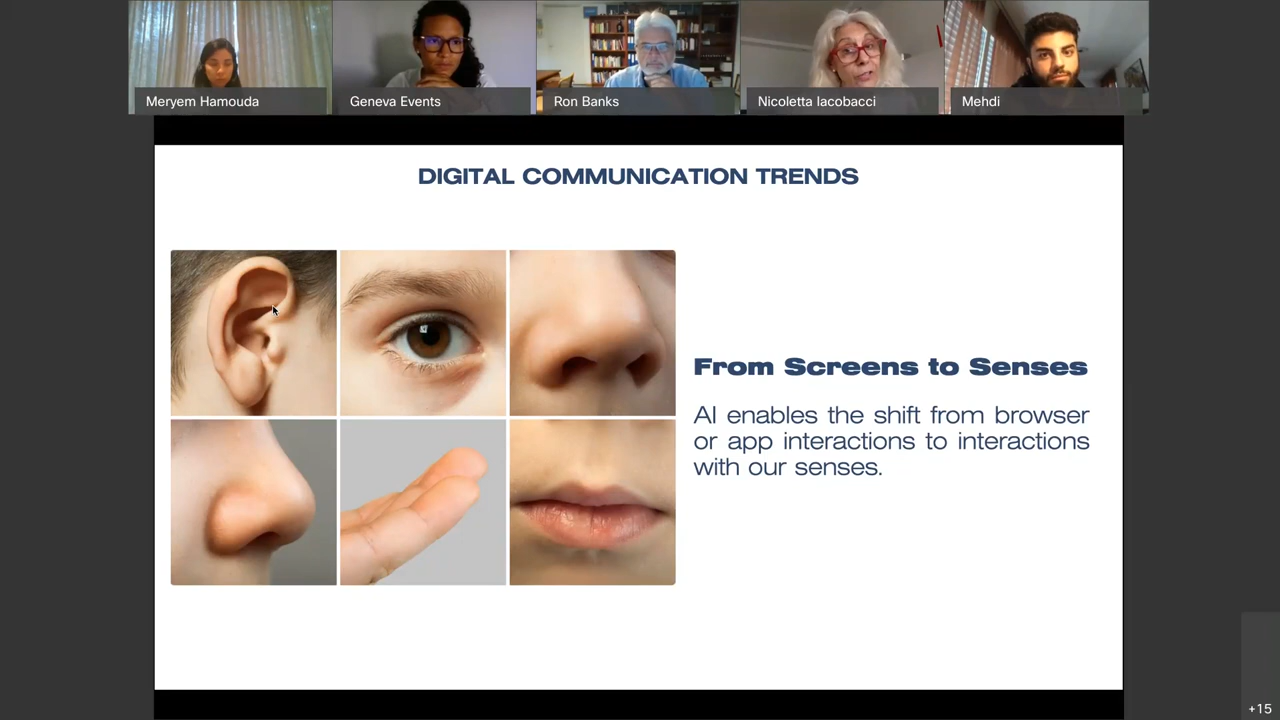 Meryem Hamouda
Geneva Events
Ron Banks
Nicoletta Iacobacci
Mehdi
DIGITAL COMMUNICATION TRENDS
From Screens to Senses
AI enables the shift from browser
or app interactions to interactions
with our senses.
+15